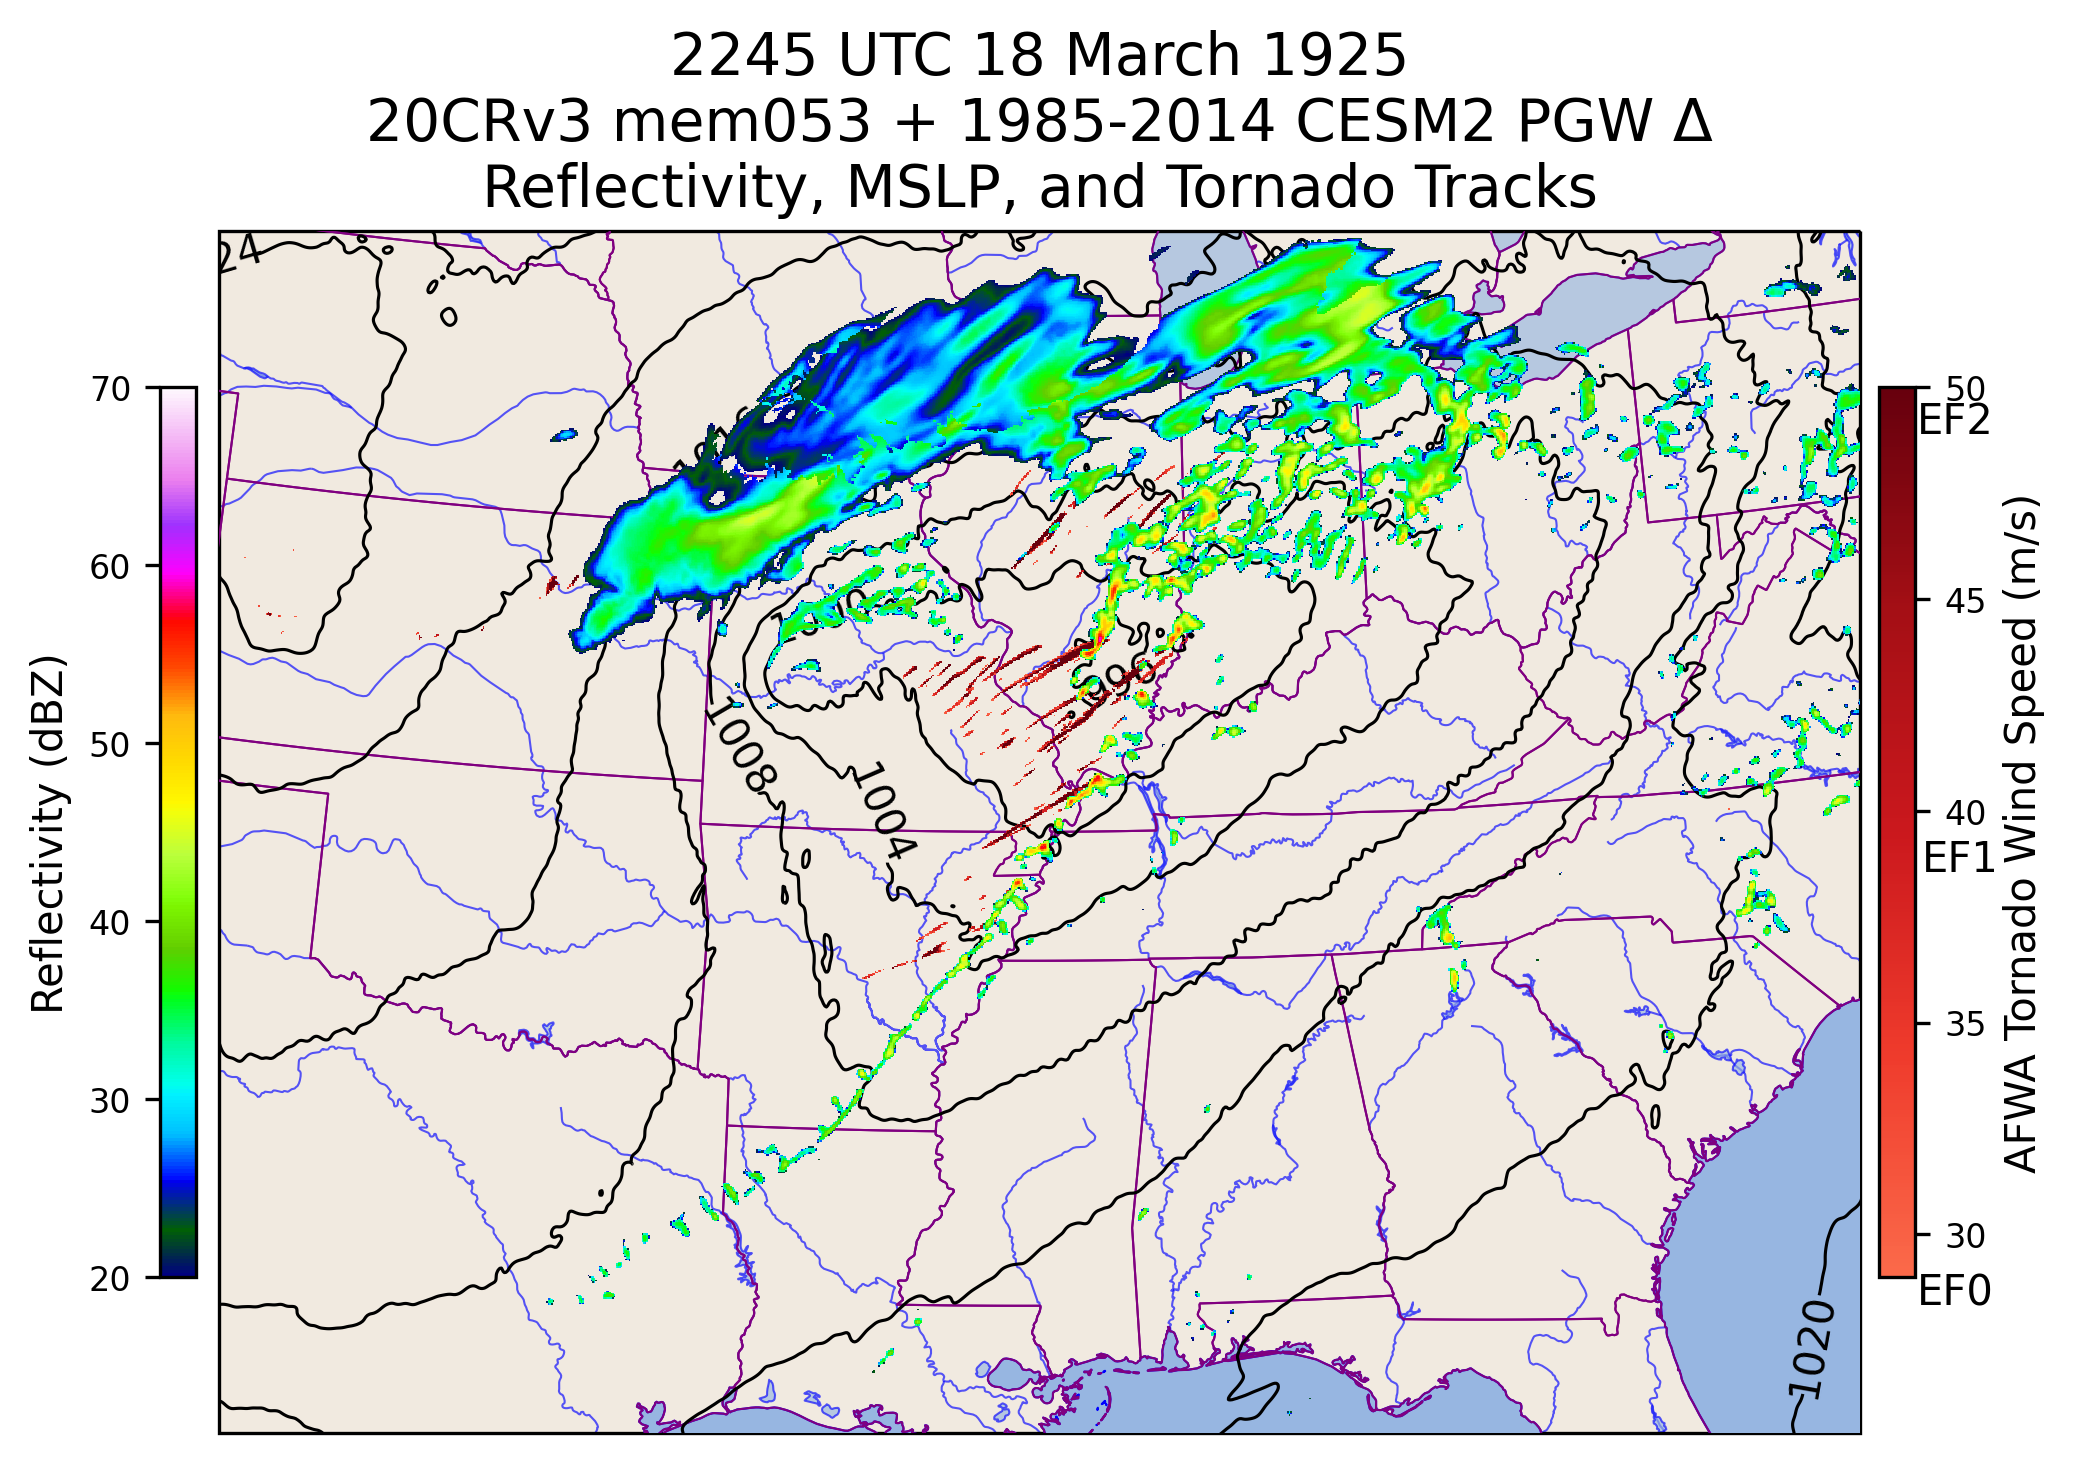 2245 UTC 18 March 1925
20CRv3 mem053 + 1985-2014 CESM2 PGW Δ
Reflectivity, MSLP, and Tornado Tracks
24
1008
1004
996
1020
70
60
50
40
30
20
Reflectivity (dBZ)
50
EF2
45
40
EF1
35
30
EF0
AFWA Tornado Wind Speed (m/s)